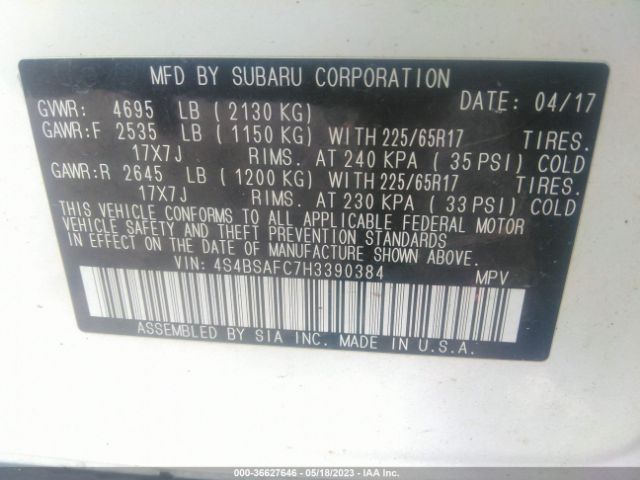 MFD BY SUBARU CORPORATION
GVWR: 4695 LB ( 2130 KG) DATE: 04/17
GAWR:F 2535 LB ( 1150 KG) WITH 225/65R17 TIRES.
17X7J RIMS. AT 240 KPA ( 35 PSI) COLD
GAWR:R 2645 LB ( 1200 KG) WITH 225/65R17 TIRES.
17X7J RIMS. AT 230 KPA ( 33 PSI) COLD
THIS VEHICLE CONFORMS TO ALL APPLICABLE FEDERAL MOTOR
VEHICLE SAFETY AND THEFT PREVENTION STANDARDS
IN EFFECT ON THE DATE OF MANUFACTURE SHOWN ABOVE.
VIN: 4S4BSAFC7H3390384 MPV
ASSEMBLED BY SIA INC. MADE IN U.S.A.
000-36627646 - 05/18/2023 - IAA Inc.